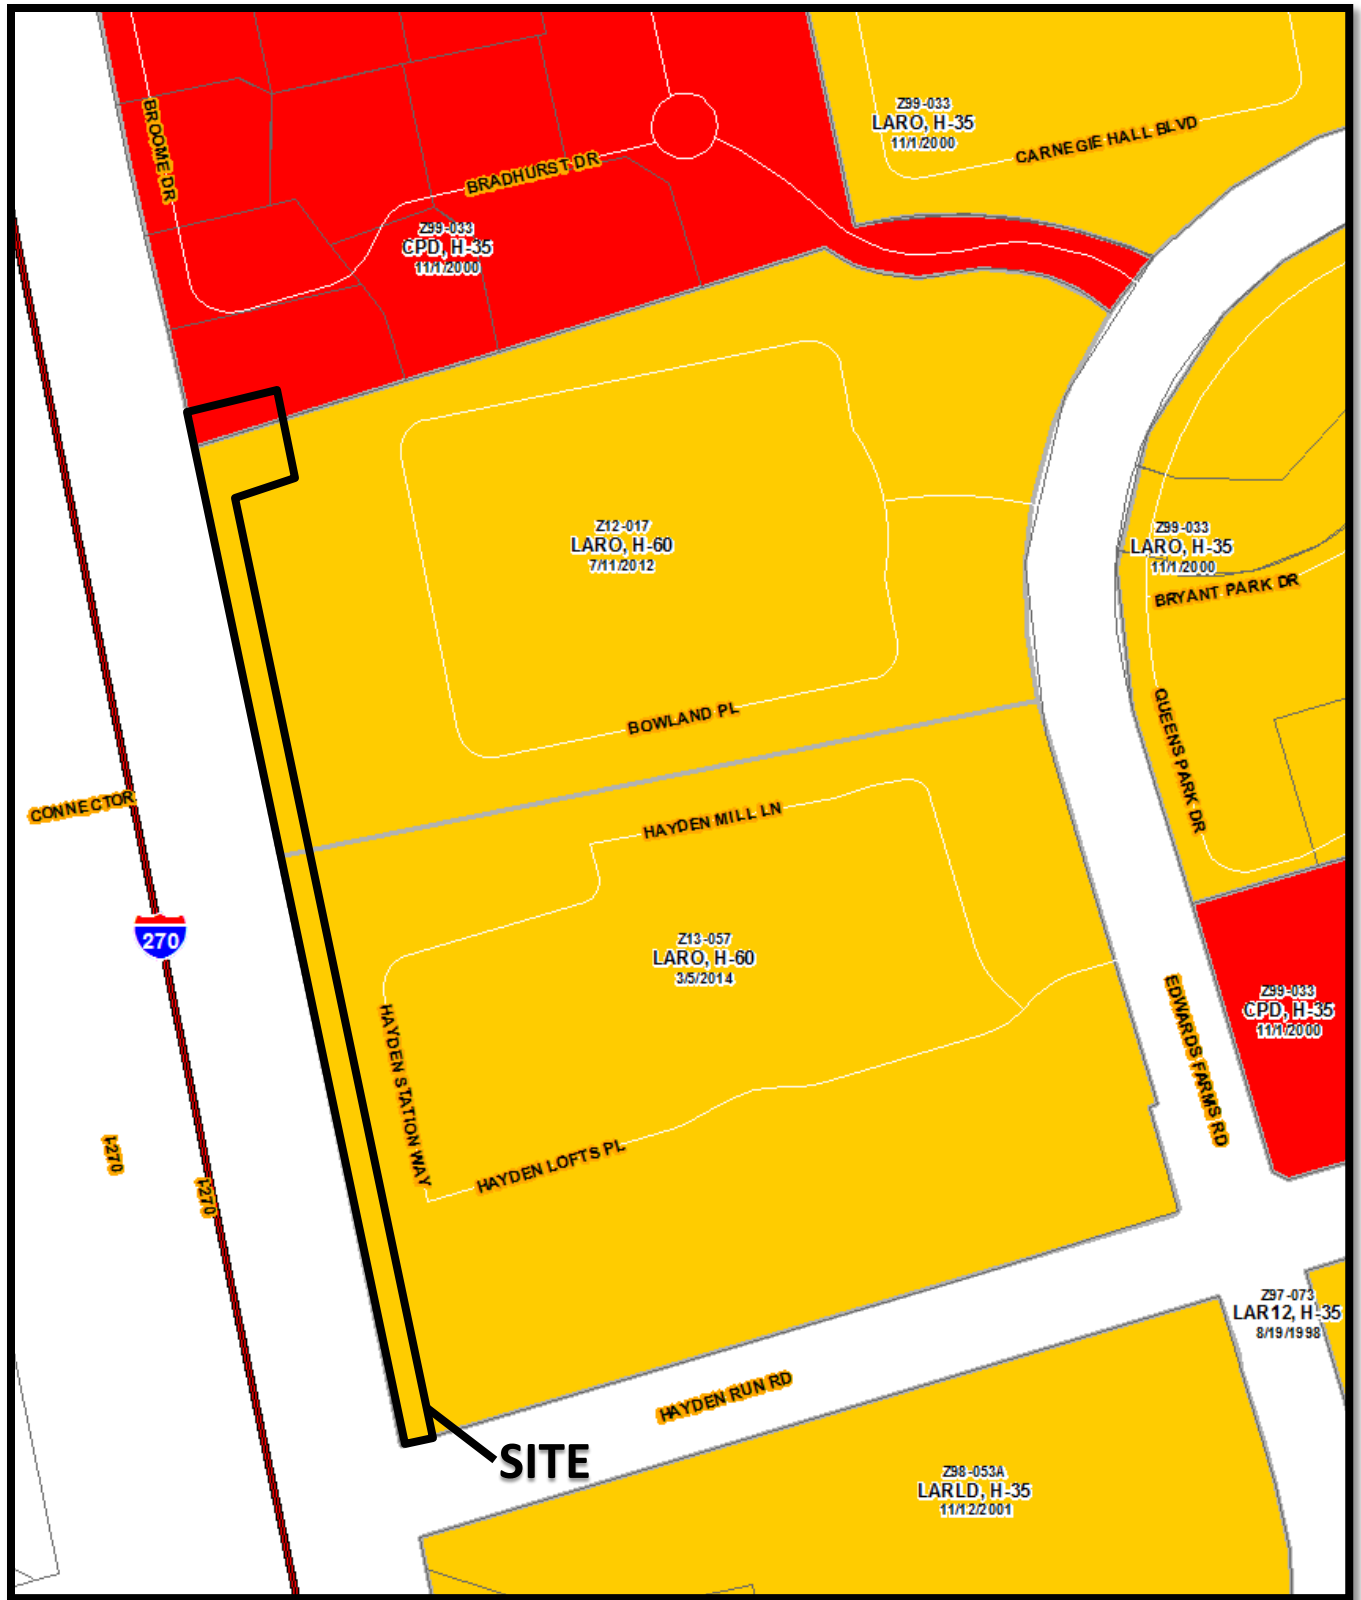 Z99-033
LARO, H-35
11/1/2000
CARNEGIE HALL BLVD
BROOME DR
BRADHURST DR
Z99-033
CPD, H-35
11/1/2000
Z12-017
LARO, H-60
7/11/2012
Z99-033
LARO, H-35
11/1/2000
BRYANT PARK DR
BOWLAND PL
QUEENS PARK DR
CONNECTOR
HAYDEN MILL LN
270
Z13-057
LARO, H-60
3/5/2014
HAYDEN STATION WAY
EDWARDS FARMS RD
Z99-033
CPD, H-35
11/1/2000
I-270
I-270
HAYDEN LOFTS PL
Z97-073
LAR12, H-35
8/19/1998
HAYDEN RUN RD
SITE
Z98-053A
LARLD, H-35
11/12/2001